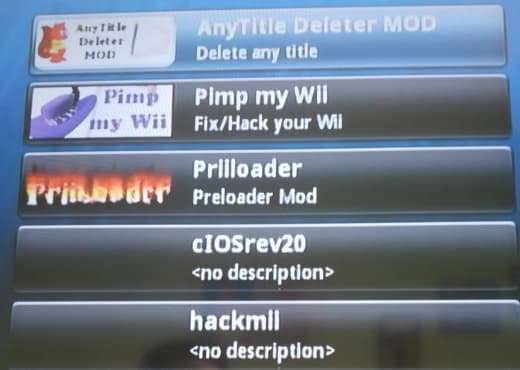 AnyTitle
Deleter
MOD
AnyTitle Deleter MOD
Delete any title
Pimp
my Wii
Pimp my Wii
Fix/Hack your Wii
Priiloader
Priiloader
Preloader Mod
cIOSrev20
<no description>
hackmii
<no description>